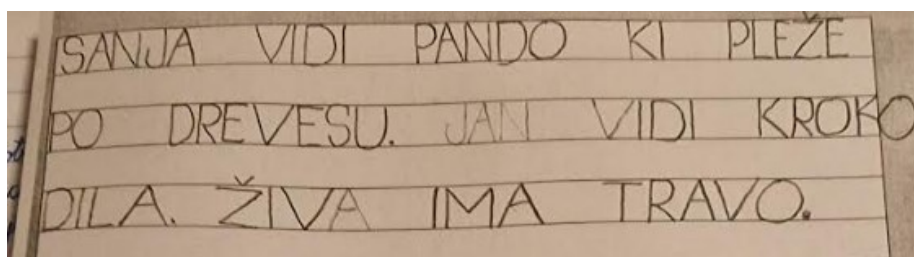 SANJA VIDI PANDO KI PLEŽE
PO DREVESU. JAN VIDI KROKO
DILA. ŽIVA IMA TRAVO.